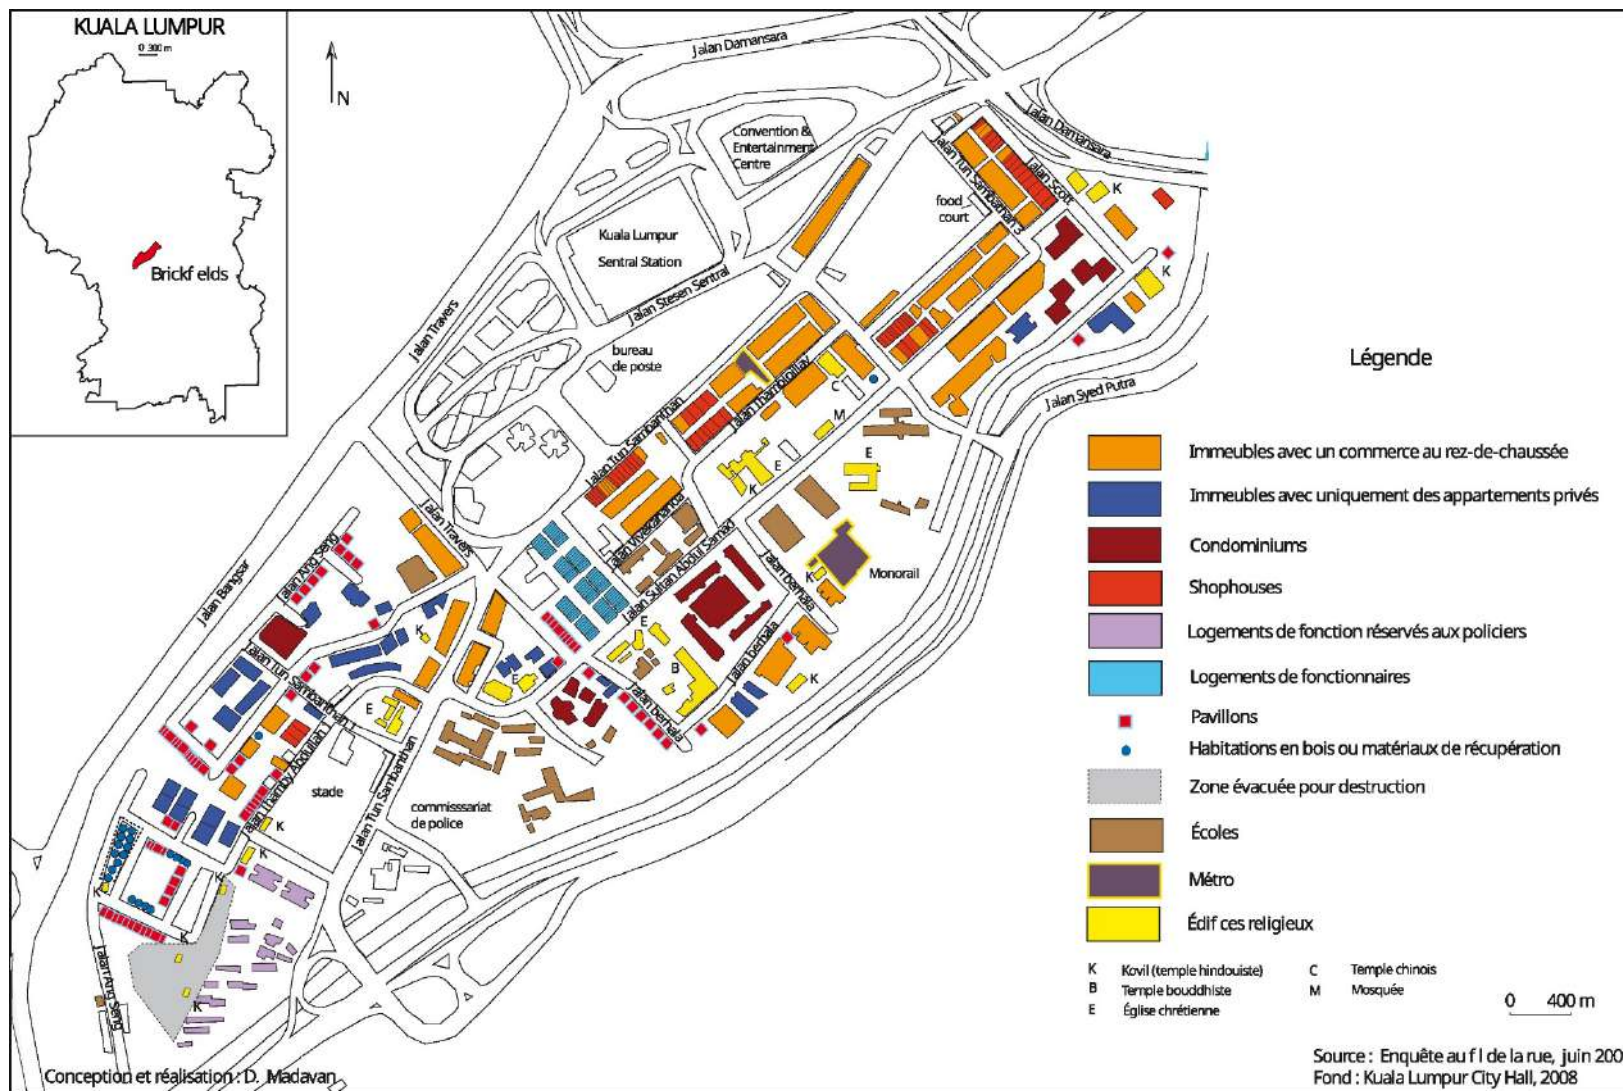 KUALA LUMPUR
0 300 m
Brickf elds
N
Jalan Damansara
Jalan Damansara
Convention &
Entertainment
Centre
Jalan Scott
Jalan Tun Sambathan 3
K
food
court
Kuala Lumpur
Sentral Station
K
Jalan Stesen Sentral
Jalan Travers
bureau
de poste
Jalan Syed Putra
Jalan Thambipillay
Jalan Tun Sambanthan
C
M
E
E
K
Jalan Vivekananda
Jalan Sultan Abdul Samad
Jalan Travers
Jalan berhala
K
Monorail
Jalan Ang Seng
Jalan Bangsar
K
E
B
Jalan berhala
K
Jalan Tun Sambanthan 1
E
E
Jalan berhala
Jalan Thamby Abdullah
Jalan Tun Sambanthan
stade
commisssariat
de police
K
K
K
K
K
K
Jalan Ang Seng
Conception et réalisation : D. Madavan
Légende
Immeubles avec un commerce au rez-de-chaussée
Immeubles avec uniquement des appartements privés
Condominiums
Shophouses
Logements de fonction réservés aux policiers
Logements de fonctionnaires
Pavillons
Habitations en bois ou matériaux de récupération
Zone évacuée pour destruction
Écoles
Métro
Édif ces religieux
K Kovil (temple hindouiste) C Temple chinois
B Temple bouddhiste M Mosquée
E Église chrétienne
0 400 m
Source : Enquête au f l de la rue, juin 200
Fond : Kuala Lumpur City Hall, 2008